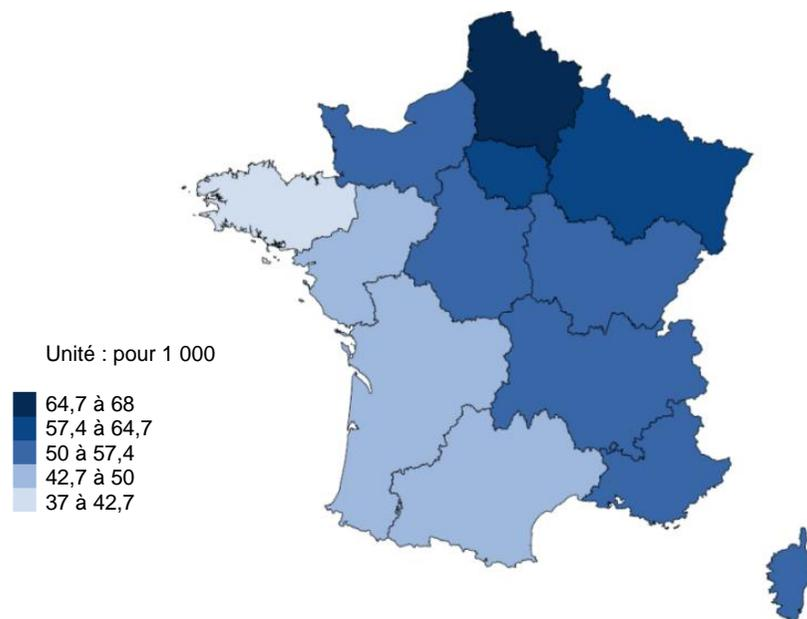 Unité : pour 1 000
64,7 à 68
57,4 à 64,7
50 à 57,4
42,7 à 50
37 à 42,7